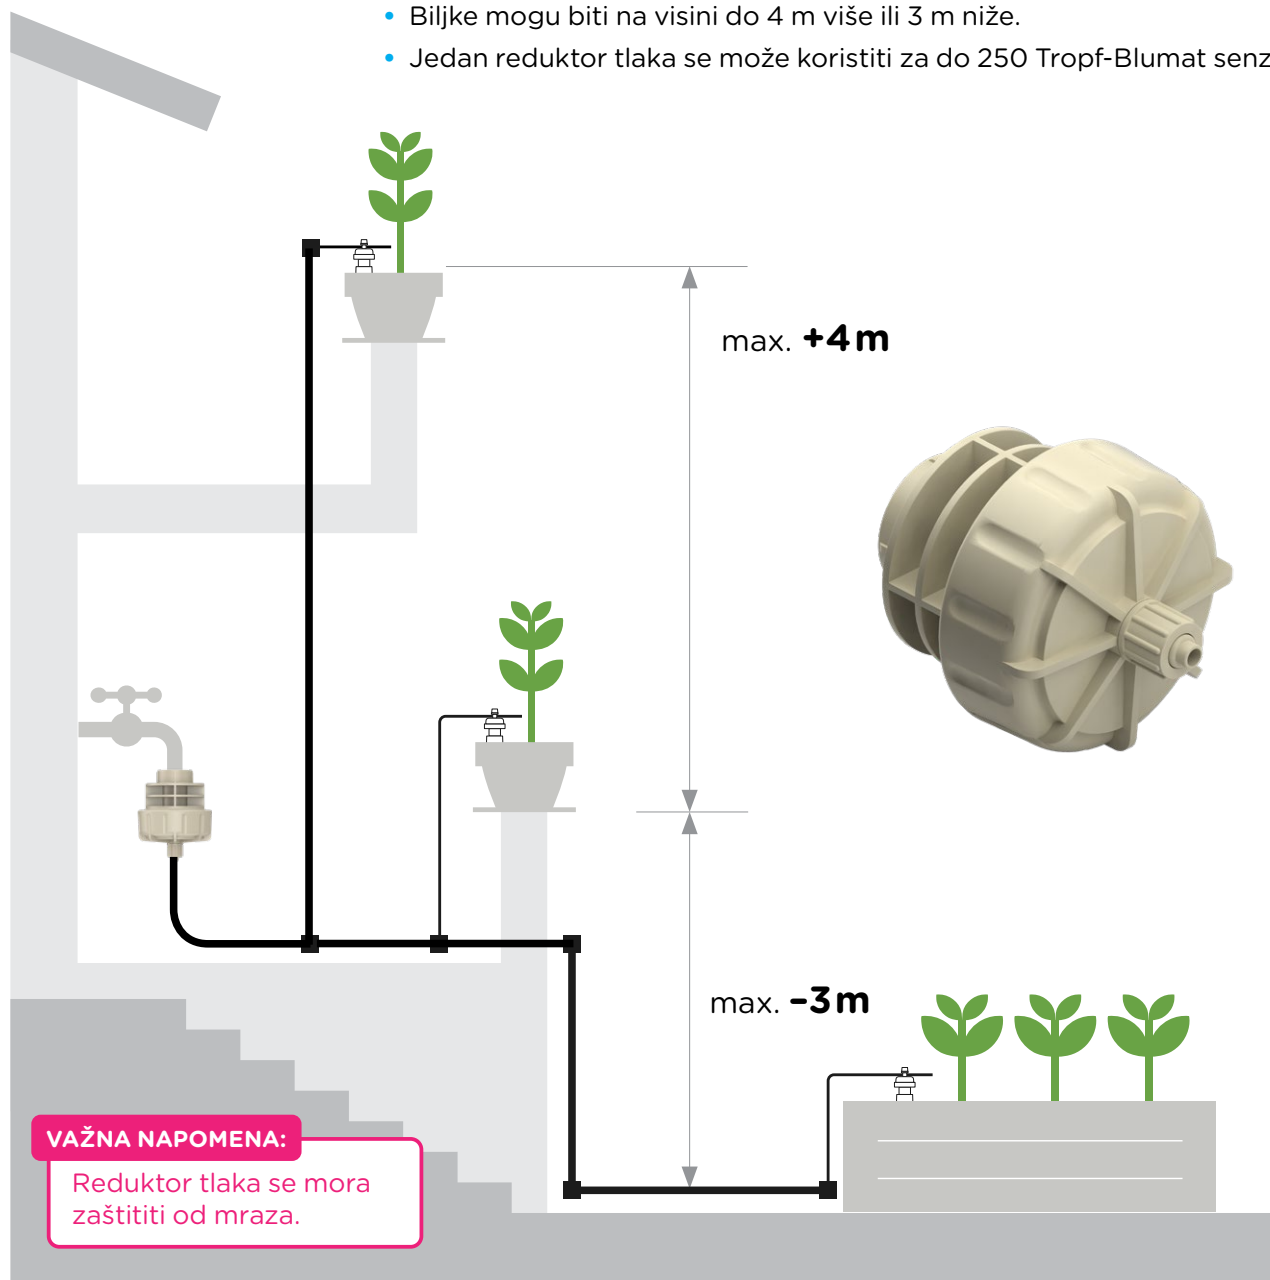 • Biljke mogu biti na visini do 4 m više ili 3 m niže.
• Jedan reduktor tlaka se može koristiti za do 250 Tropf-Blumat senz
max. +4m
max. –3m
VAŽNA NAPOMENA:
Reduktor tlaka se mora
zaštititi od mraza.